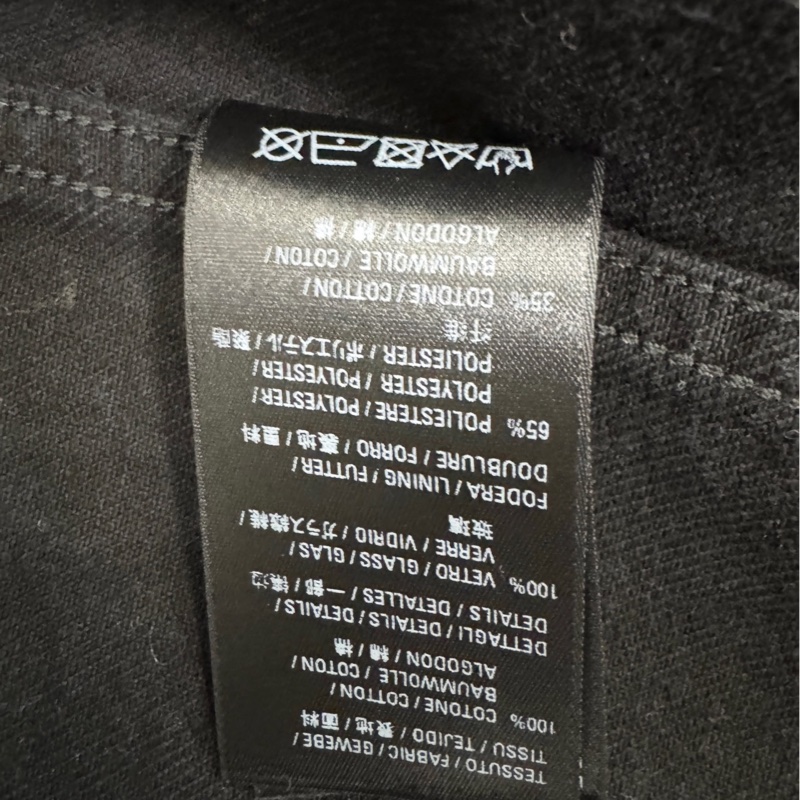 TESSUTO / FABRIC / GEWEBE /
TISSU / TEJIDO / 表地 / 面料
100% COTONE / COTTON /
BAUMWOLLE / COTON /
ALGODON / 綿 / 棉
DETTAGLI / DETAILS / DETAILS /
DETAILS / DETALLES / 一部 / 镶边
100% VETRO / GLASS / GLAS /
VERRE / VIDRIO / ガラス繊維 /
玻璃
FODERA / LINING / FUTTER /
DOUBLURE / FORRO / 裏地 / 里料
65% POLIESTERE / POLYESTER /
POLYESTER / POLYESTER /
POLIESTER / ポリエステル / 聚酯
纤维
35% COTONE / COTTON /
BAUMWOLLE / COTON /
ALGODON / 綿 / 棉